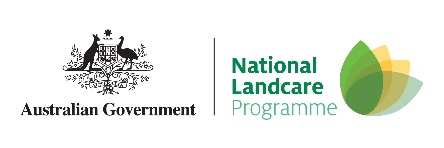 Australian Government
National
Landcare
Programme